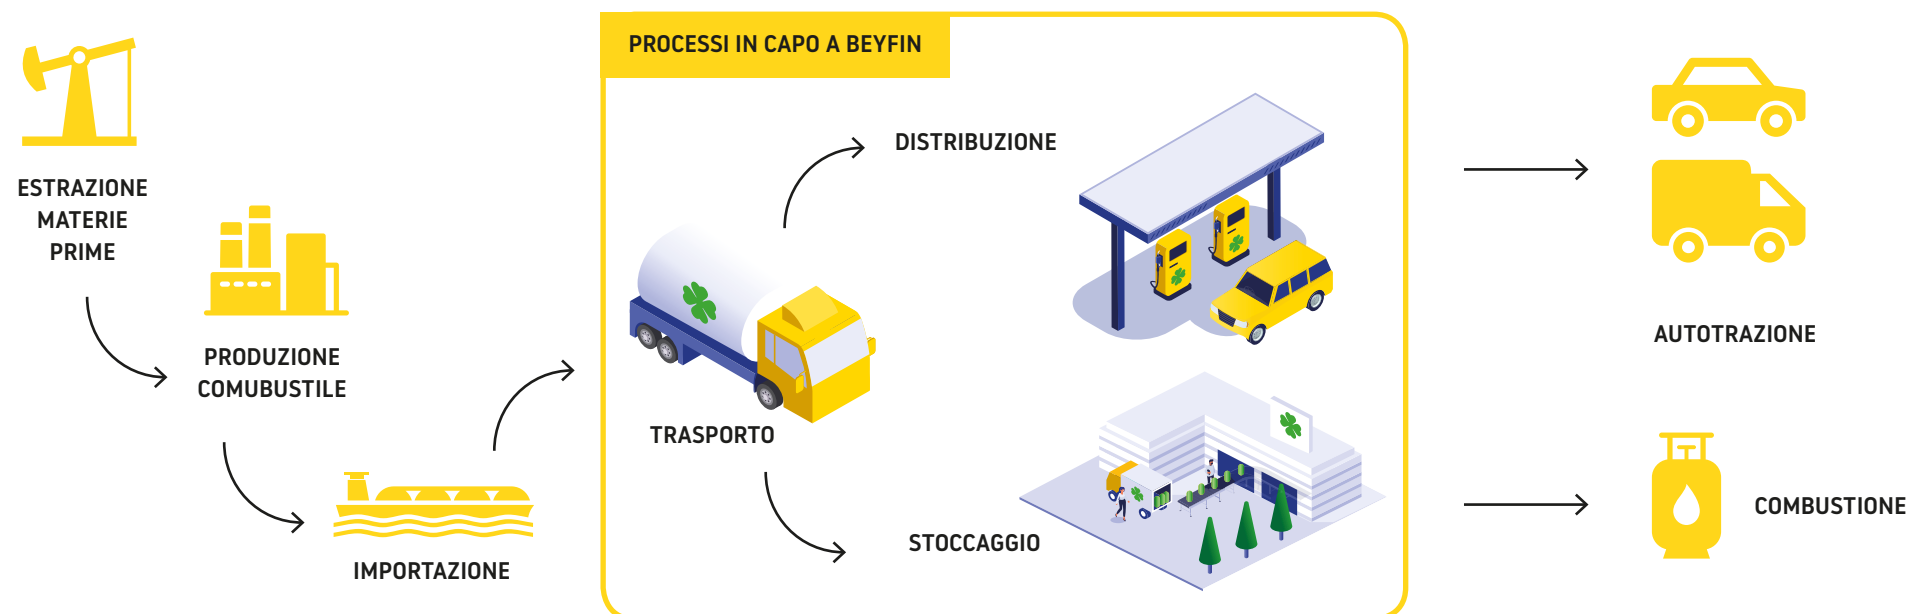 PROCESSI IN CAPO A BEYFIN
ESTRAZIONE
MATERIE
PRIME
PRODUZIONE
COMUBUSTILE
IMPORTAZIONE
TRASPORTO
DISTRIBUZIONE
STOCCAGGIO
AUTOTRAZIONE
COMBUSTIONE